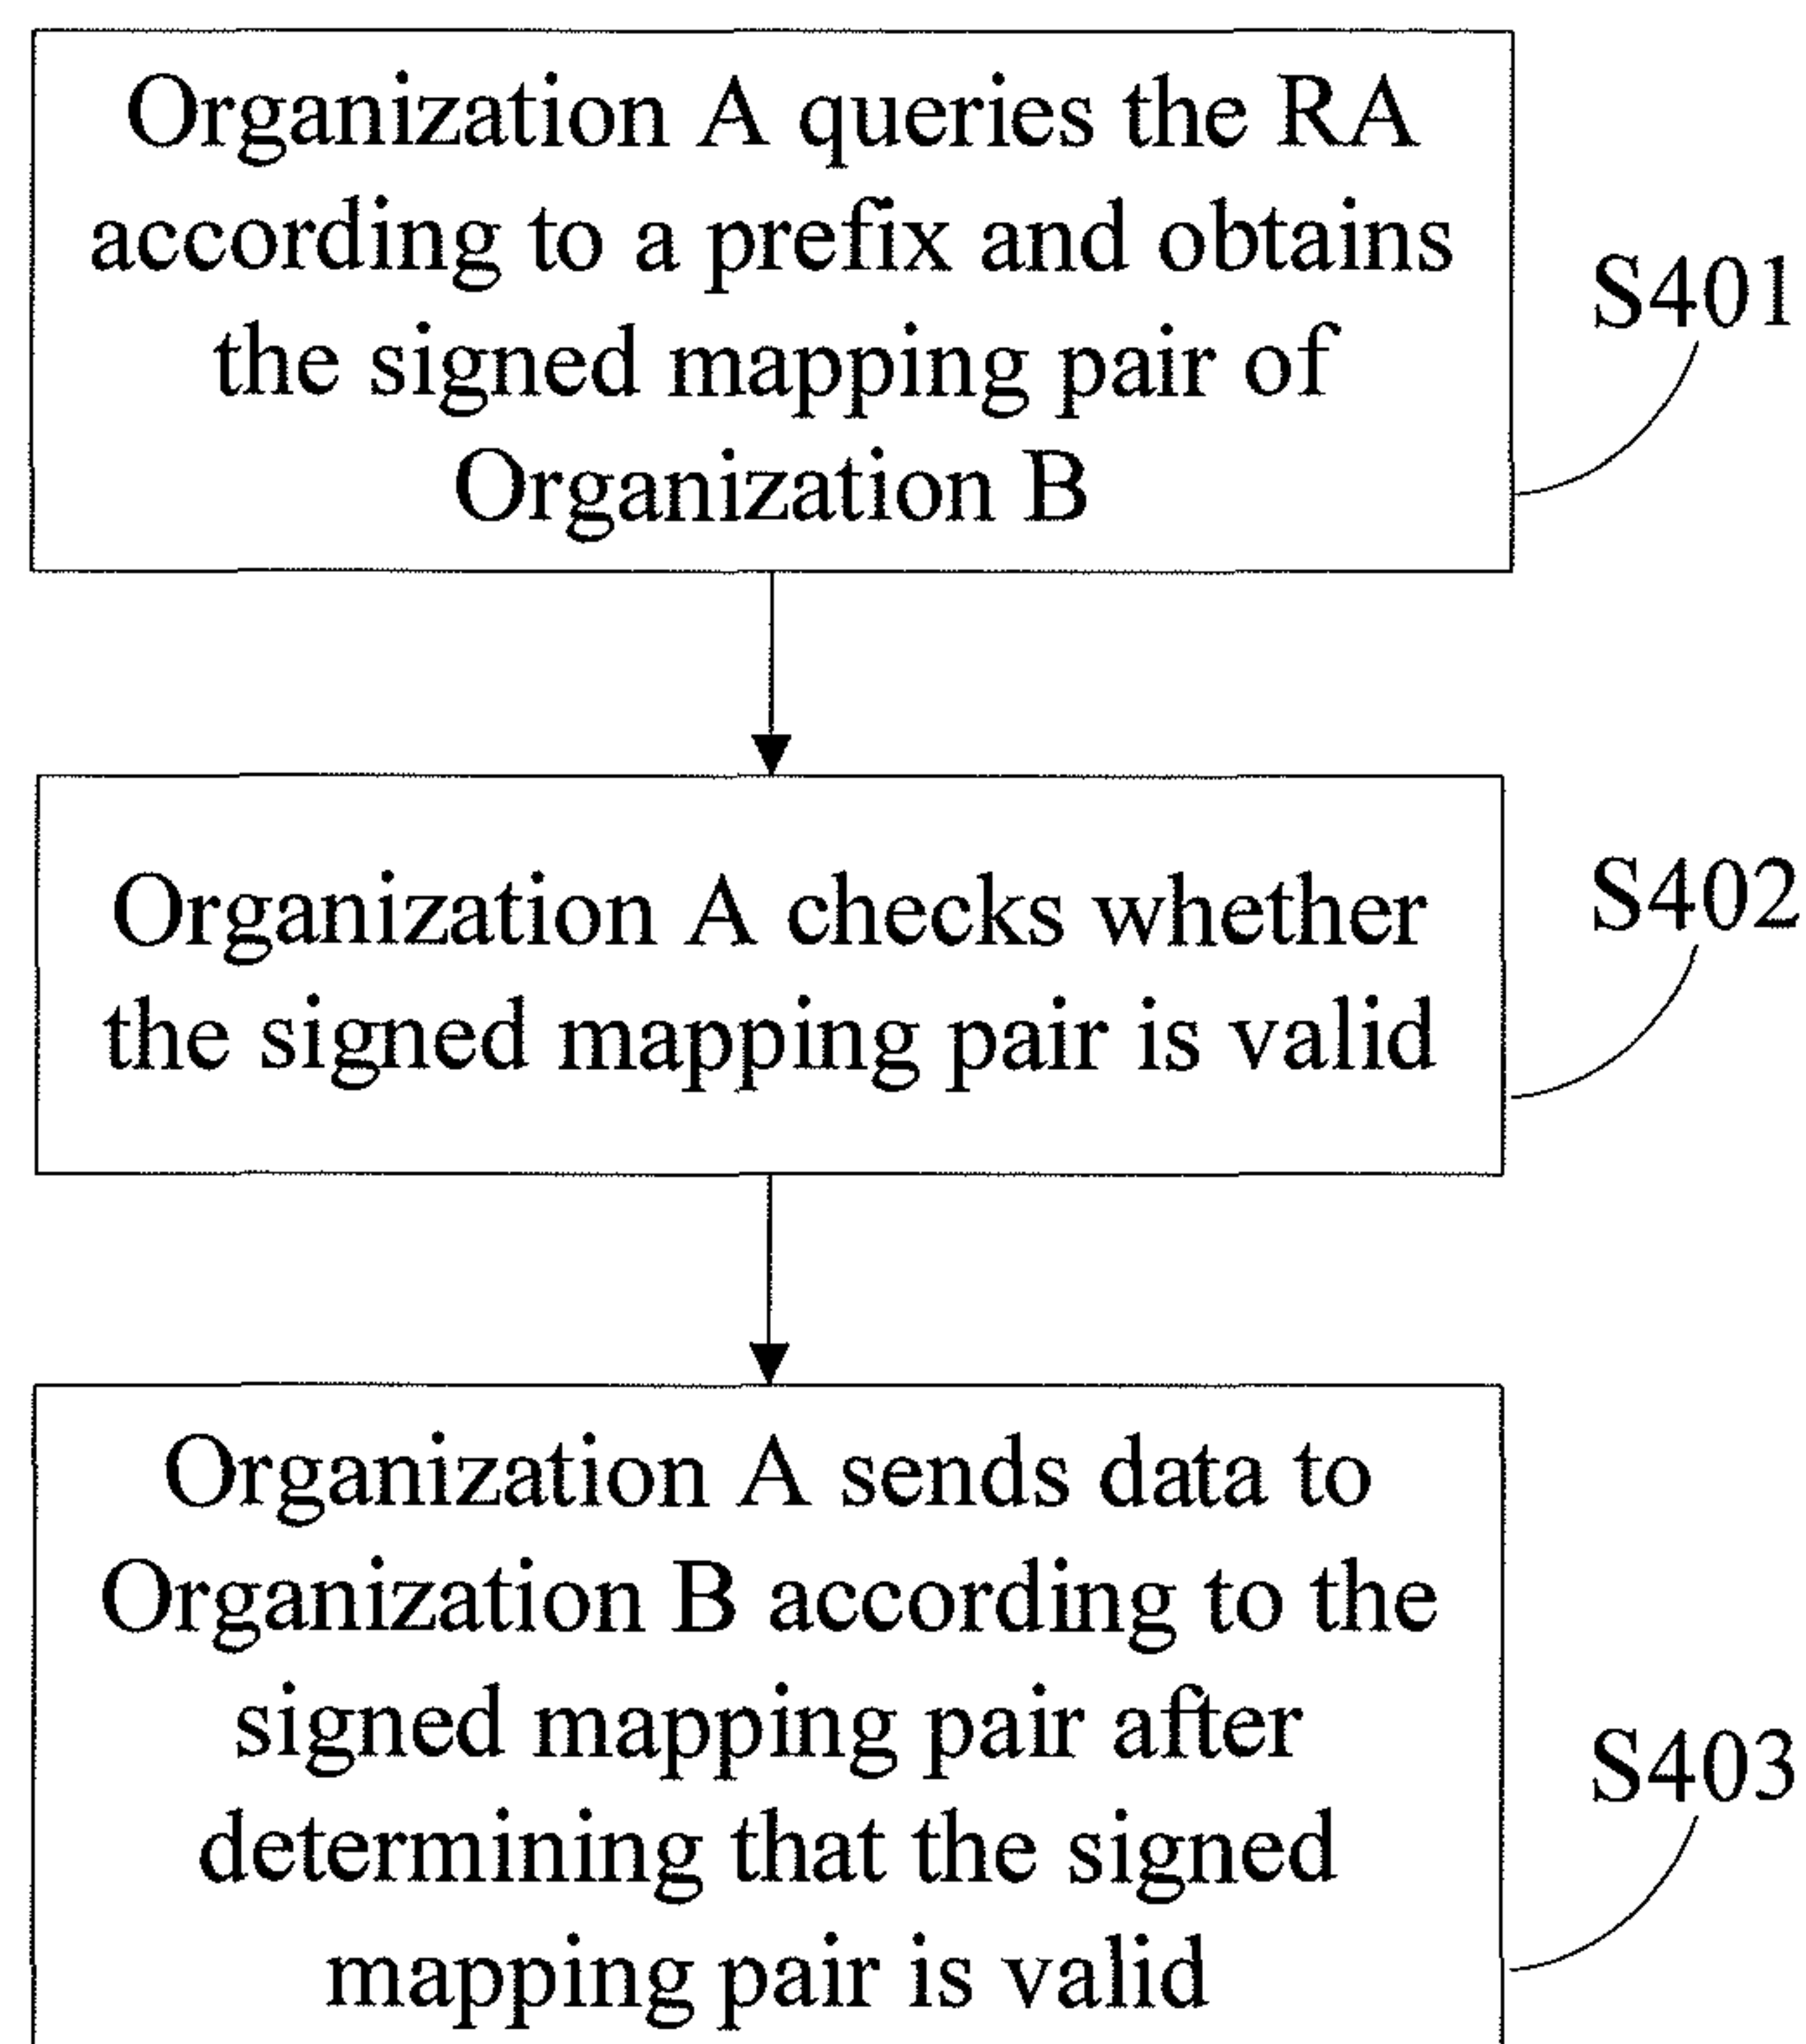 Organization A queries the RA
according to a prefix and obtains
the signed mapping pair of
Organization B
S401
Organization A checks whether
the signed mapping pair is valid
S402
Organization A sends data to
Organization B according to the
signed mapping pair after
determining that the signed
mapping pair is valid
S403